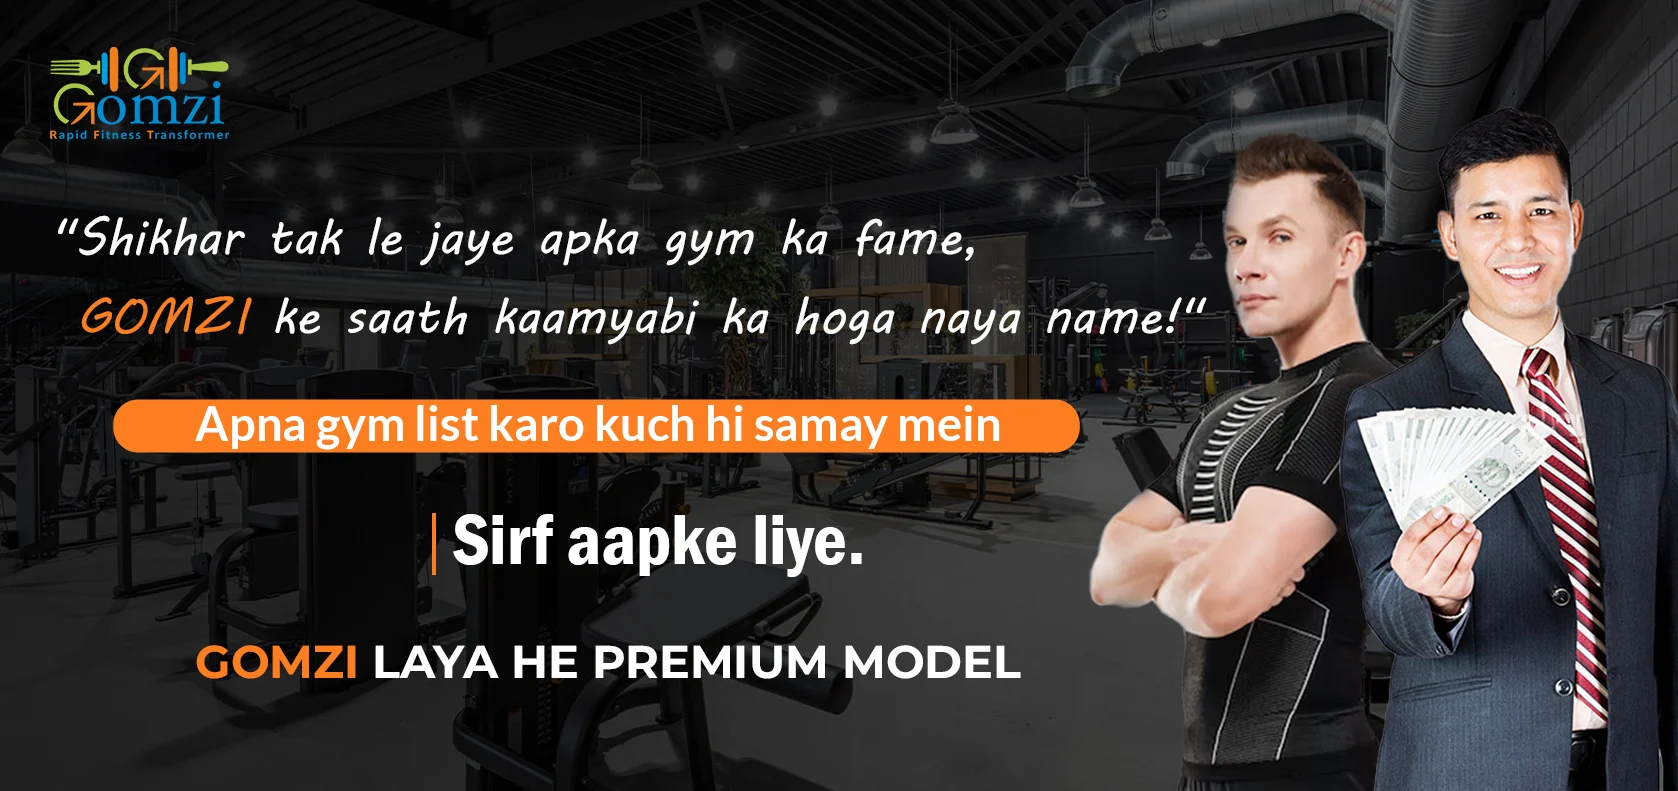 G
Gomzi
Rapid Fitness Transformer
“Shikhar tak le jaye apka gym ka fame,
GOMZI ke saath kaamyabi ka hoga naya name!“
Apna gym list karo kuch hi samay mein
Sirf aapke liye.
GOMZI LAYA HE PREMIUM MODEL